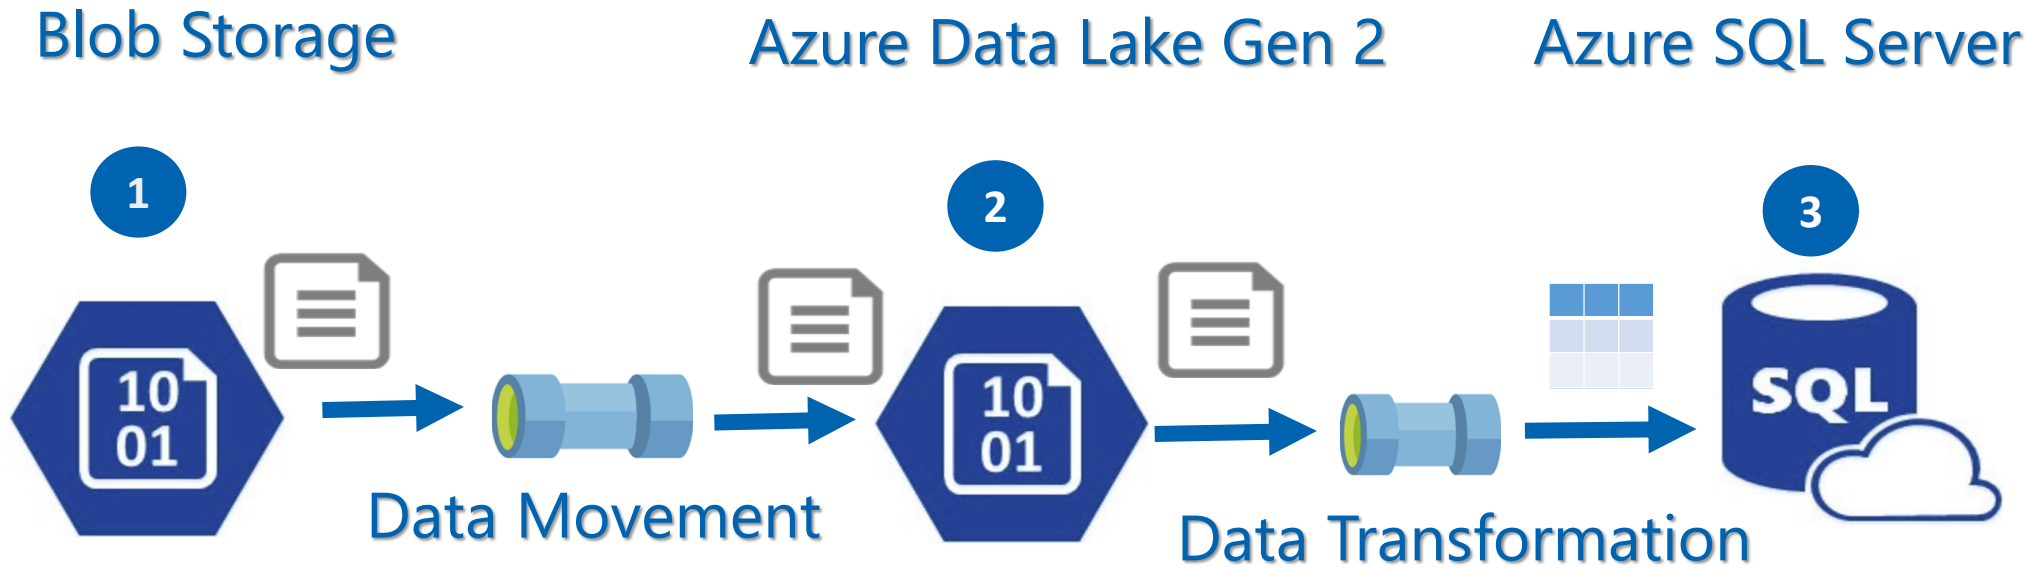 Blob Storage
Azure Data Lake Gen 2
Azure SQL Server
1
2
3
10
01
10
01
SQL
Data Movement
Data Transformation